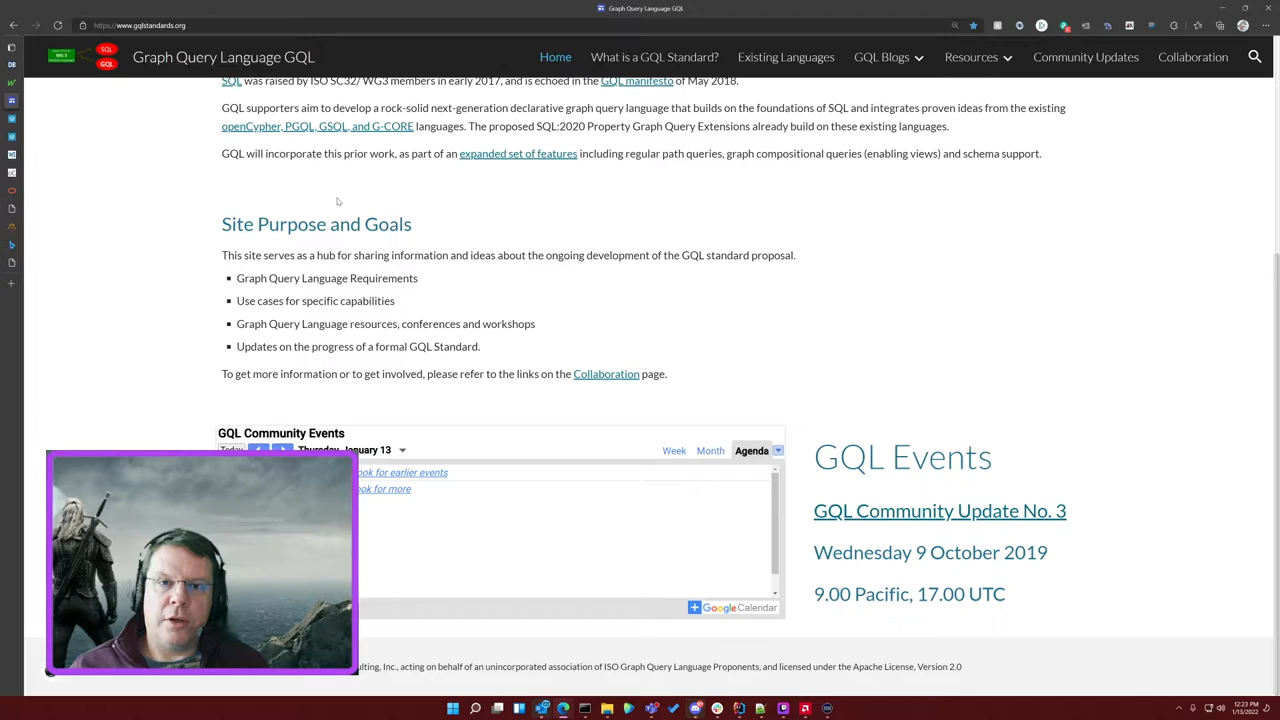 https://www.gqlstandards.org
Graph Query Language GQL
WG 3
SQL
GQL
Graph Query Language GQL
Home
What is a GQL Standard?
Existing Languages
GQL Blogs
Resources
Community Updates
Collaboration
SQL was raised by ISO SC32/ WG3 members in early 2017, and is echoed in the GQL manifesto of May 2018.
GQL supporters aim to develop a rock-solid next-generation declarative graph query language that builds on the foundations of SQL and integrates proven ideas from the existing
openCypher, PGQL, GSQL, and G-CORE languages. The proposed SQL:2020 Property Graph Query Extensions already build on these existing languages.
GQL will incorporate this prior work, as part of an expanded set of features including regular path queries, graph compositional queries (enabling views) and schema support.
Site Purpose and Goals
This site serves as a hub for sharing information and ideas about the ongoing development of the GQL standard proposal.
Graph Query Language Requirements
Use cases for specific capabilities
Graph Query Language resources, conferences and workshops
Updates on the progress of a formal GQL Standard.
To get more information or to get involved, please refer to the links on the Collaboration page.
GQL Community Events
Today
Thursday, January 13
Week
Month
Agenda
ook for earlier events
ook for more
GoogleCalendar
GQL Events
GQL Community Update No. 3
Wednesday 9 October 2019
9.00 Pacific, 17.00 UTC
ulting, Inc., acting on behalf of an unincorporated association of ISO Graph Query Language Proponents, and licensed under the Apache License, Version 2.0
12:23 PM
1/13/2022